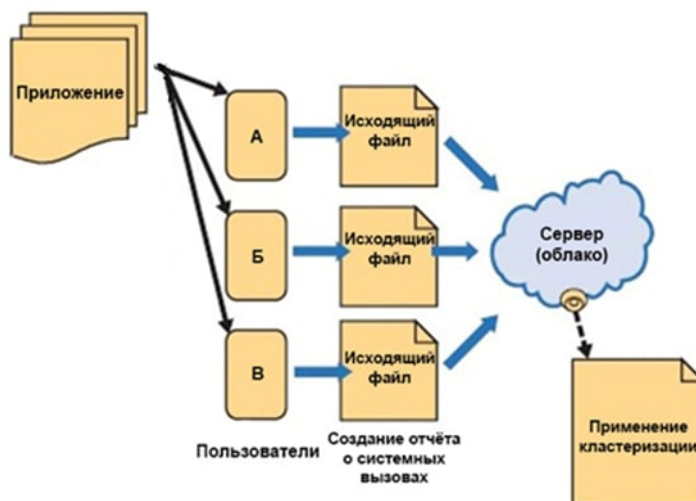 Приложение
А
Исходящий
файл
Б
Исходящий
файл
В
Исходящий
файл
Сервер
(облако)
Пользователи
Создание отчёта
о системных
вызовах
Применение
кластеризации